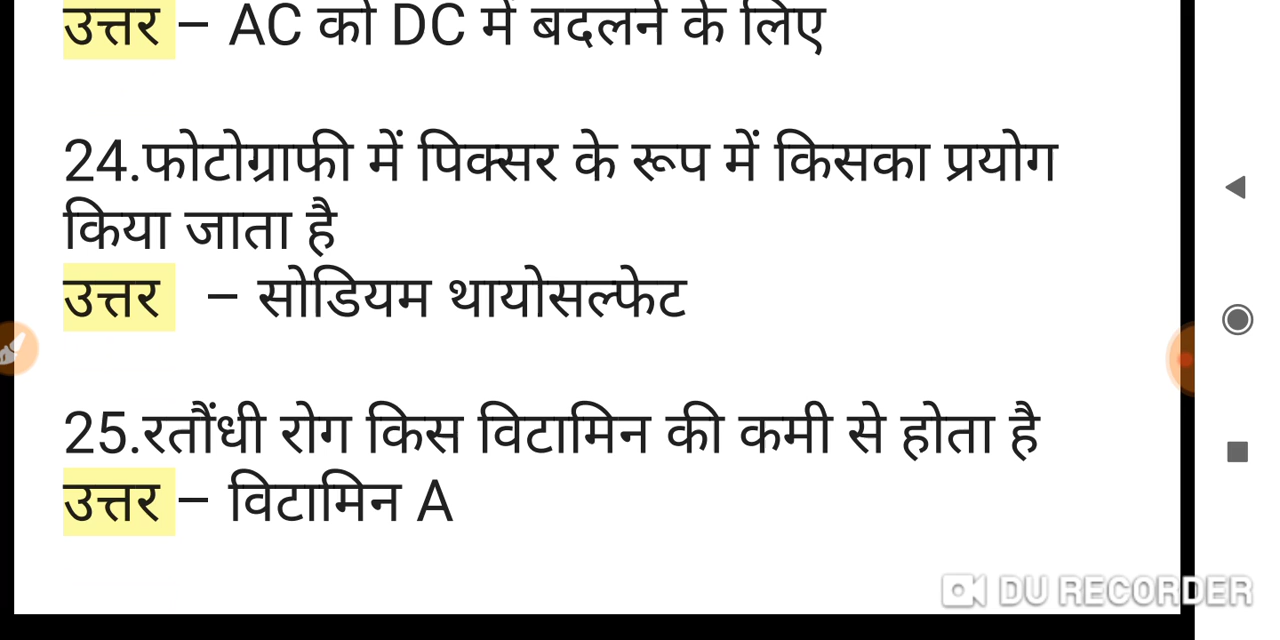 उत्तर – AC को DC में बदलने के लिए
24.फोटोग्राफी में पिक्सर के रूप में किसका प्रयोग
किया जाता है
उत्तर – सोडियम थायोसल्फेट
25.रतौंधी रोग किस विटामिन की कमी से होता है
उत्तर – विटामिन A
DU RECORDER